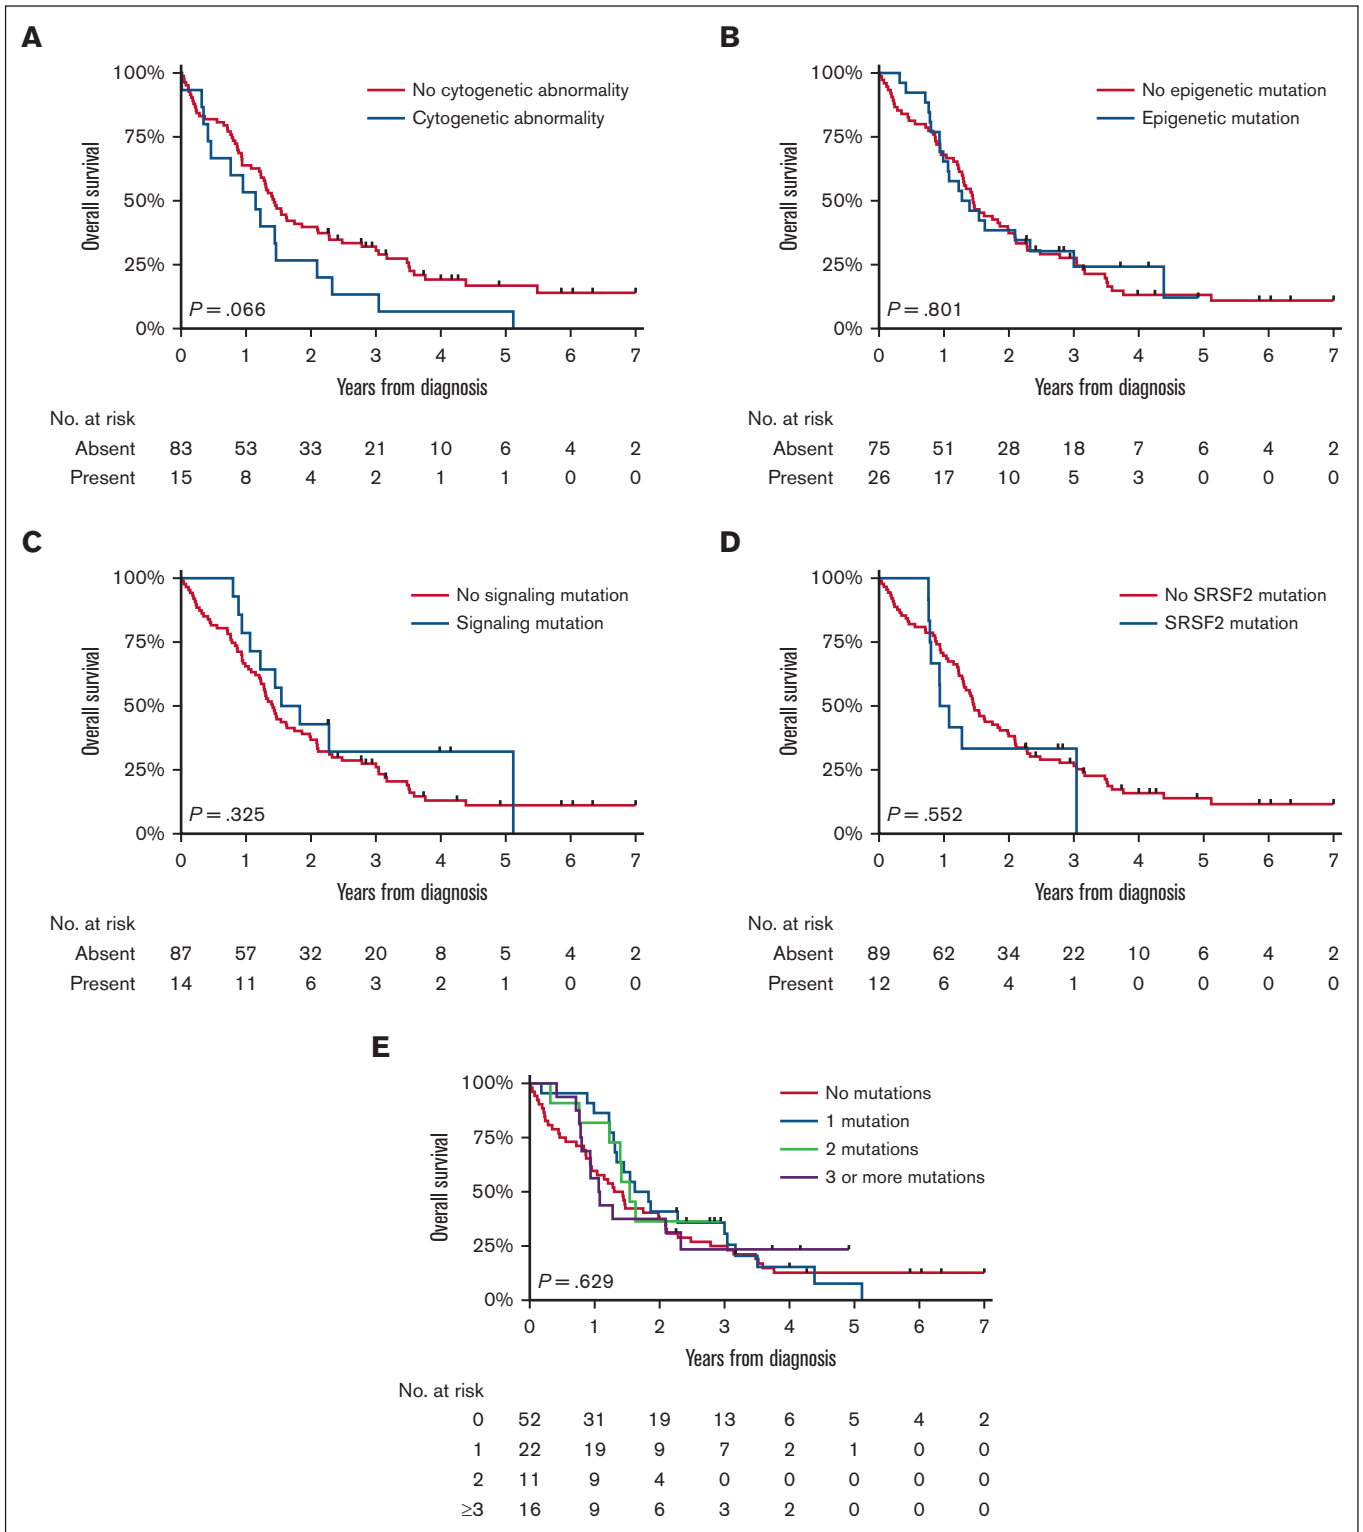 A
100%
75%
50%
25%
0%
Overall survival
No cytogenetic abnormality
Cytogenetic abnormality
P = .066
0 1 2 3 4 5 6 7
Years from diagnosis
No. at risk
Absent 83 53 33 21 10 6 4 2
Present 15 8 4 2 1 1 0 0
B
100%
75%
50%
25%
0%
Overall survival
No epigenetic mutation
Epigenetic mutation
P = .801
0 1 2 3 4 5 6 7
Years from diagnosis
No. at risk
Absent 75 51 28 18 7 6 4 2
Present 26 17 10 5 3 0 0 0
C
100%
75%
50%
25%
0%
Overall survival
No signaling mutation
Signaling mutation
P = .325
0 1 2 3 4 5 6 7
Years from diagnosis
No. at risk
Absent 87 57 32 20 8 5 4 2
Present 14 11 6 3 2 1 0 0
D
100%
75%
50%
25%
0%
Overall survival
No SRSF2 mutation
SRSF2 mutation
P = .552
0 1 2 3 4 5 6 7
Years from diagnosis
No. at risk
Absent 89 62 34 22 10 6 4 2
Present 12 6 4 1 0 0 0 0
E
100%
75%
50%
25%
0%
Overall survival
No mutations
1 mutation
2 mutations
3 or more mutations
P = .629
0 1 2 3 4 5 6 7
Years from diagnosis
No. at risk
0 52 31 19 13 6 5 4 2
1 22 19 9 7 2 1 0 0
2 11 9 4 0 0 0 0 0
≥3 16 9 6 3 2 0 0 0